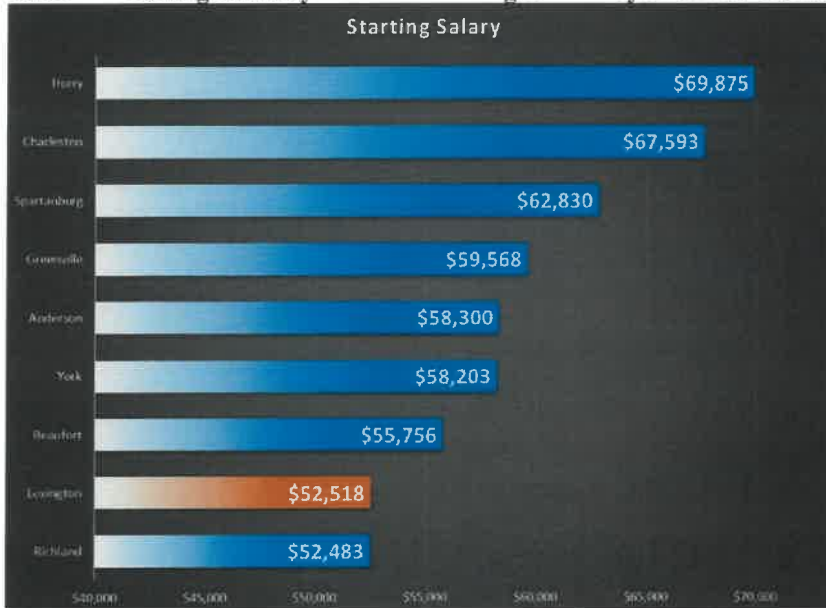 Starting Salary
Horry $69,875
Charleston $67,593
Spartanburg $62,830
Greenville $59,568
Anderson $58,300
York $58,203
Beaufort $55,756
Lexington $52,518
Richland $52,483
$40,000 $45,000 $50,000 $55,000 $60,000 $65,000 $70,000